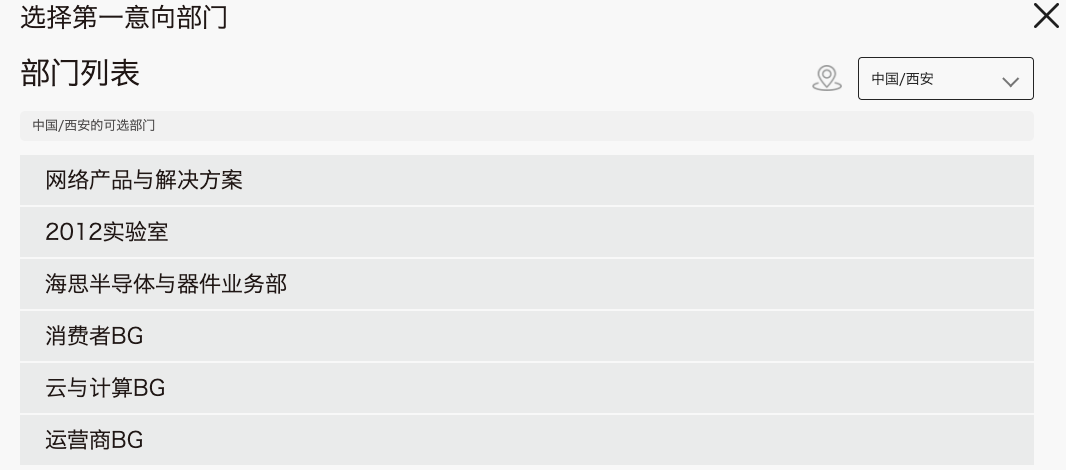 选择第一意向部门
部门列表
中国/西安
中国/西安的可选部门
网络产品与解决方案
2012实验室
海思半导体与器件业务部
消费者BG
云与计算BG
运营商BG